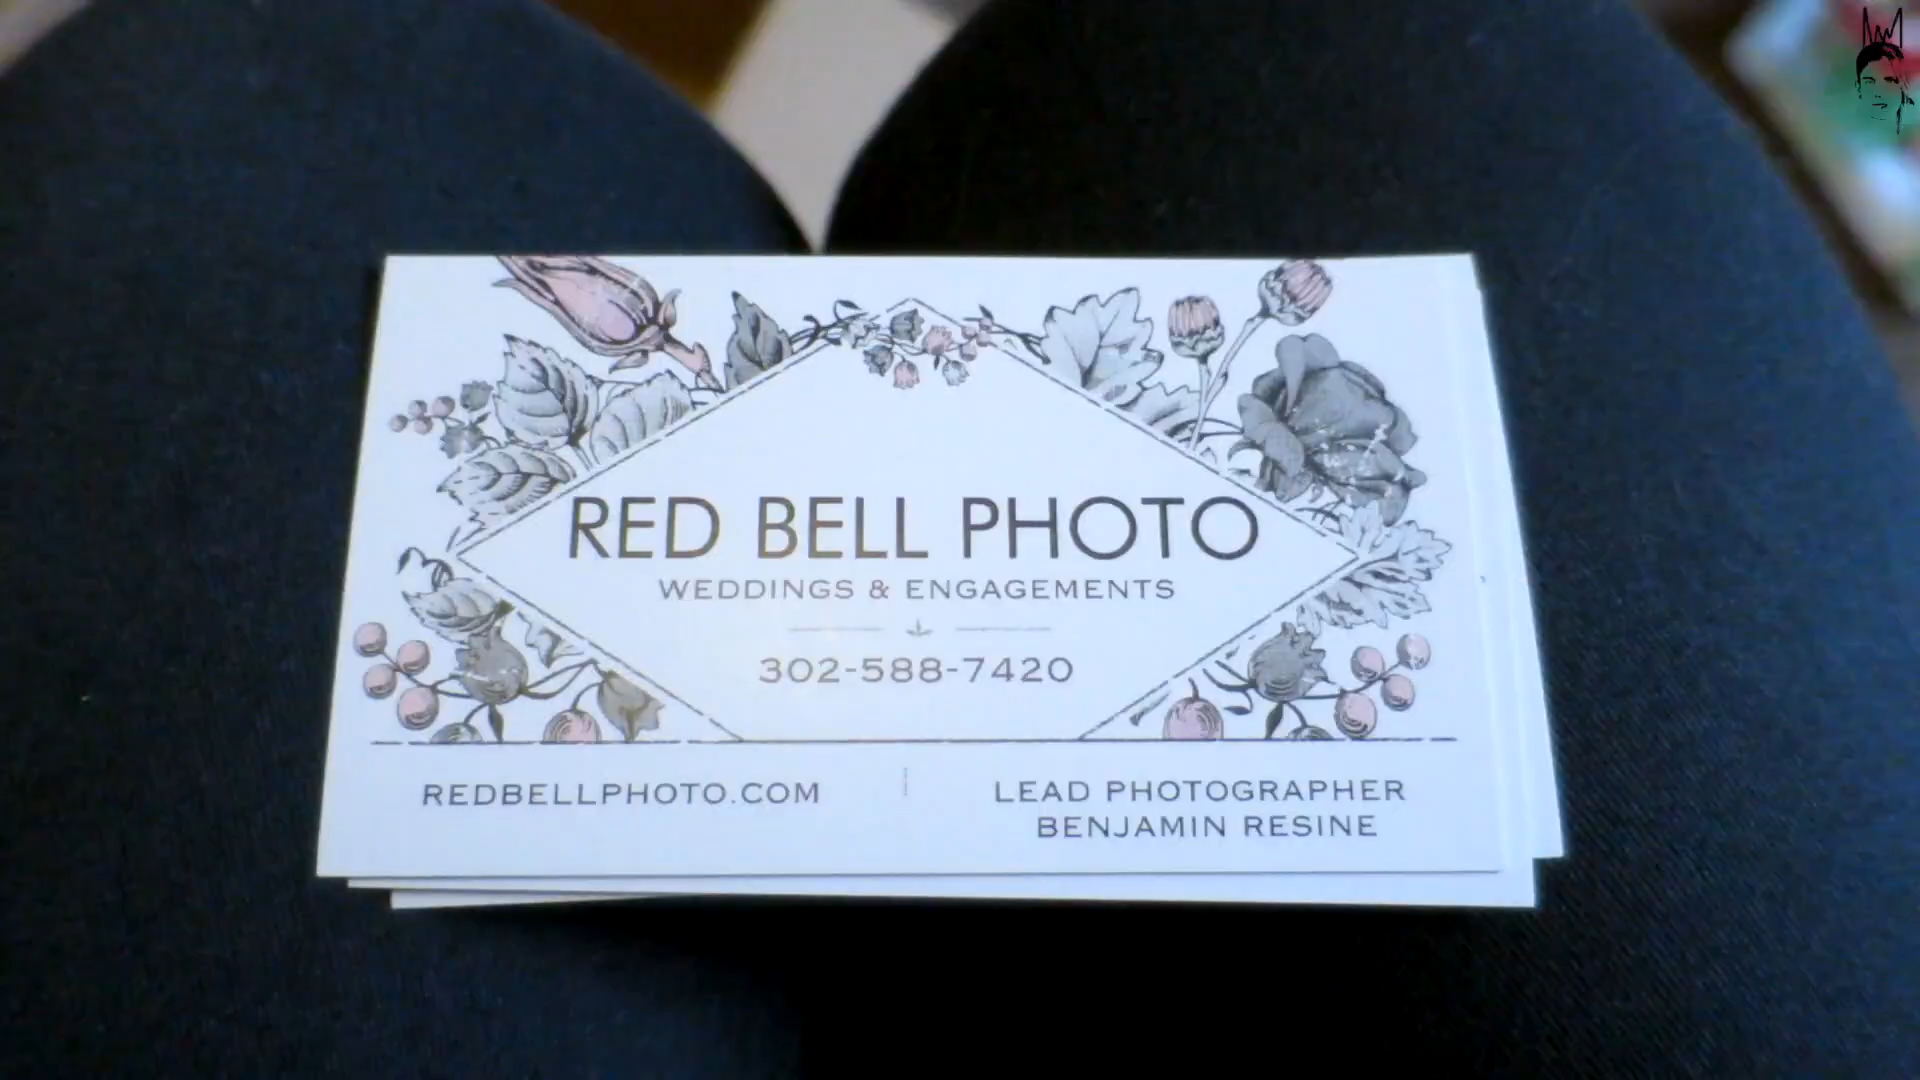 RED BELL PHOTO
WEDDINGS & ENGAGEMENTS
302-588-7420
REDBELLPHOTO.COM
LEAD PHOTOGRAPHER
BENJAMIN RESINE